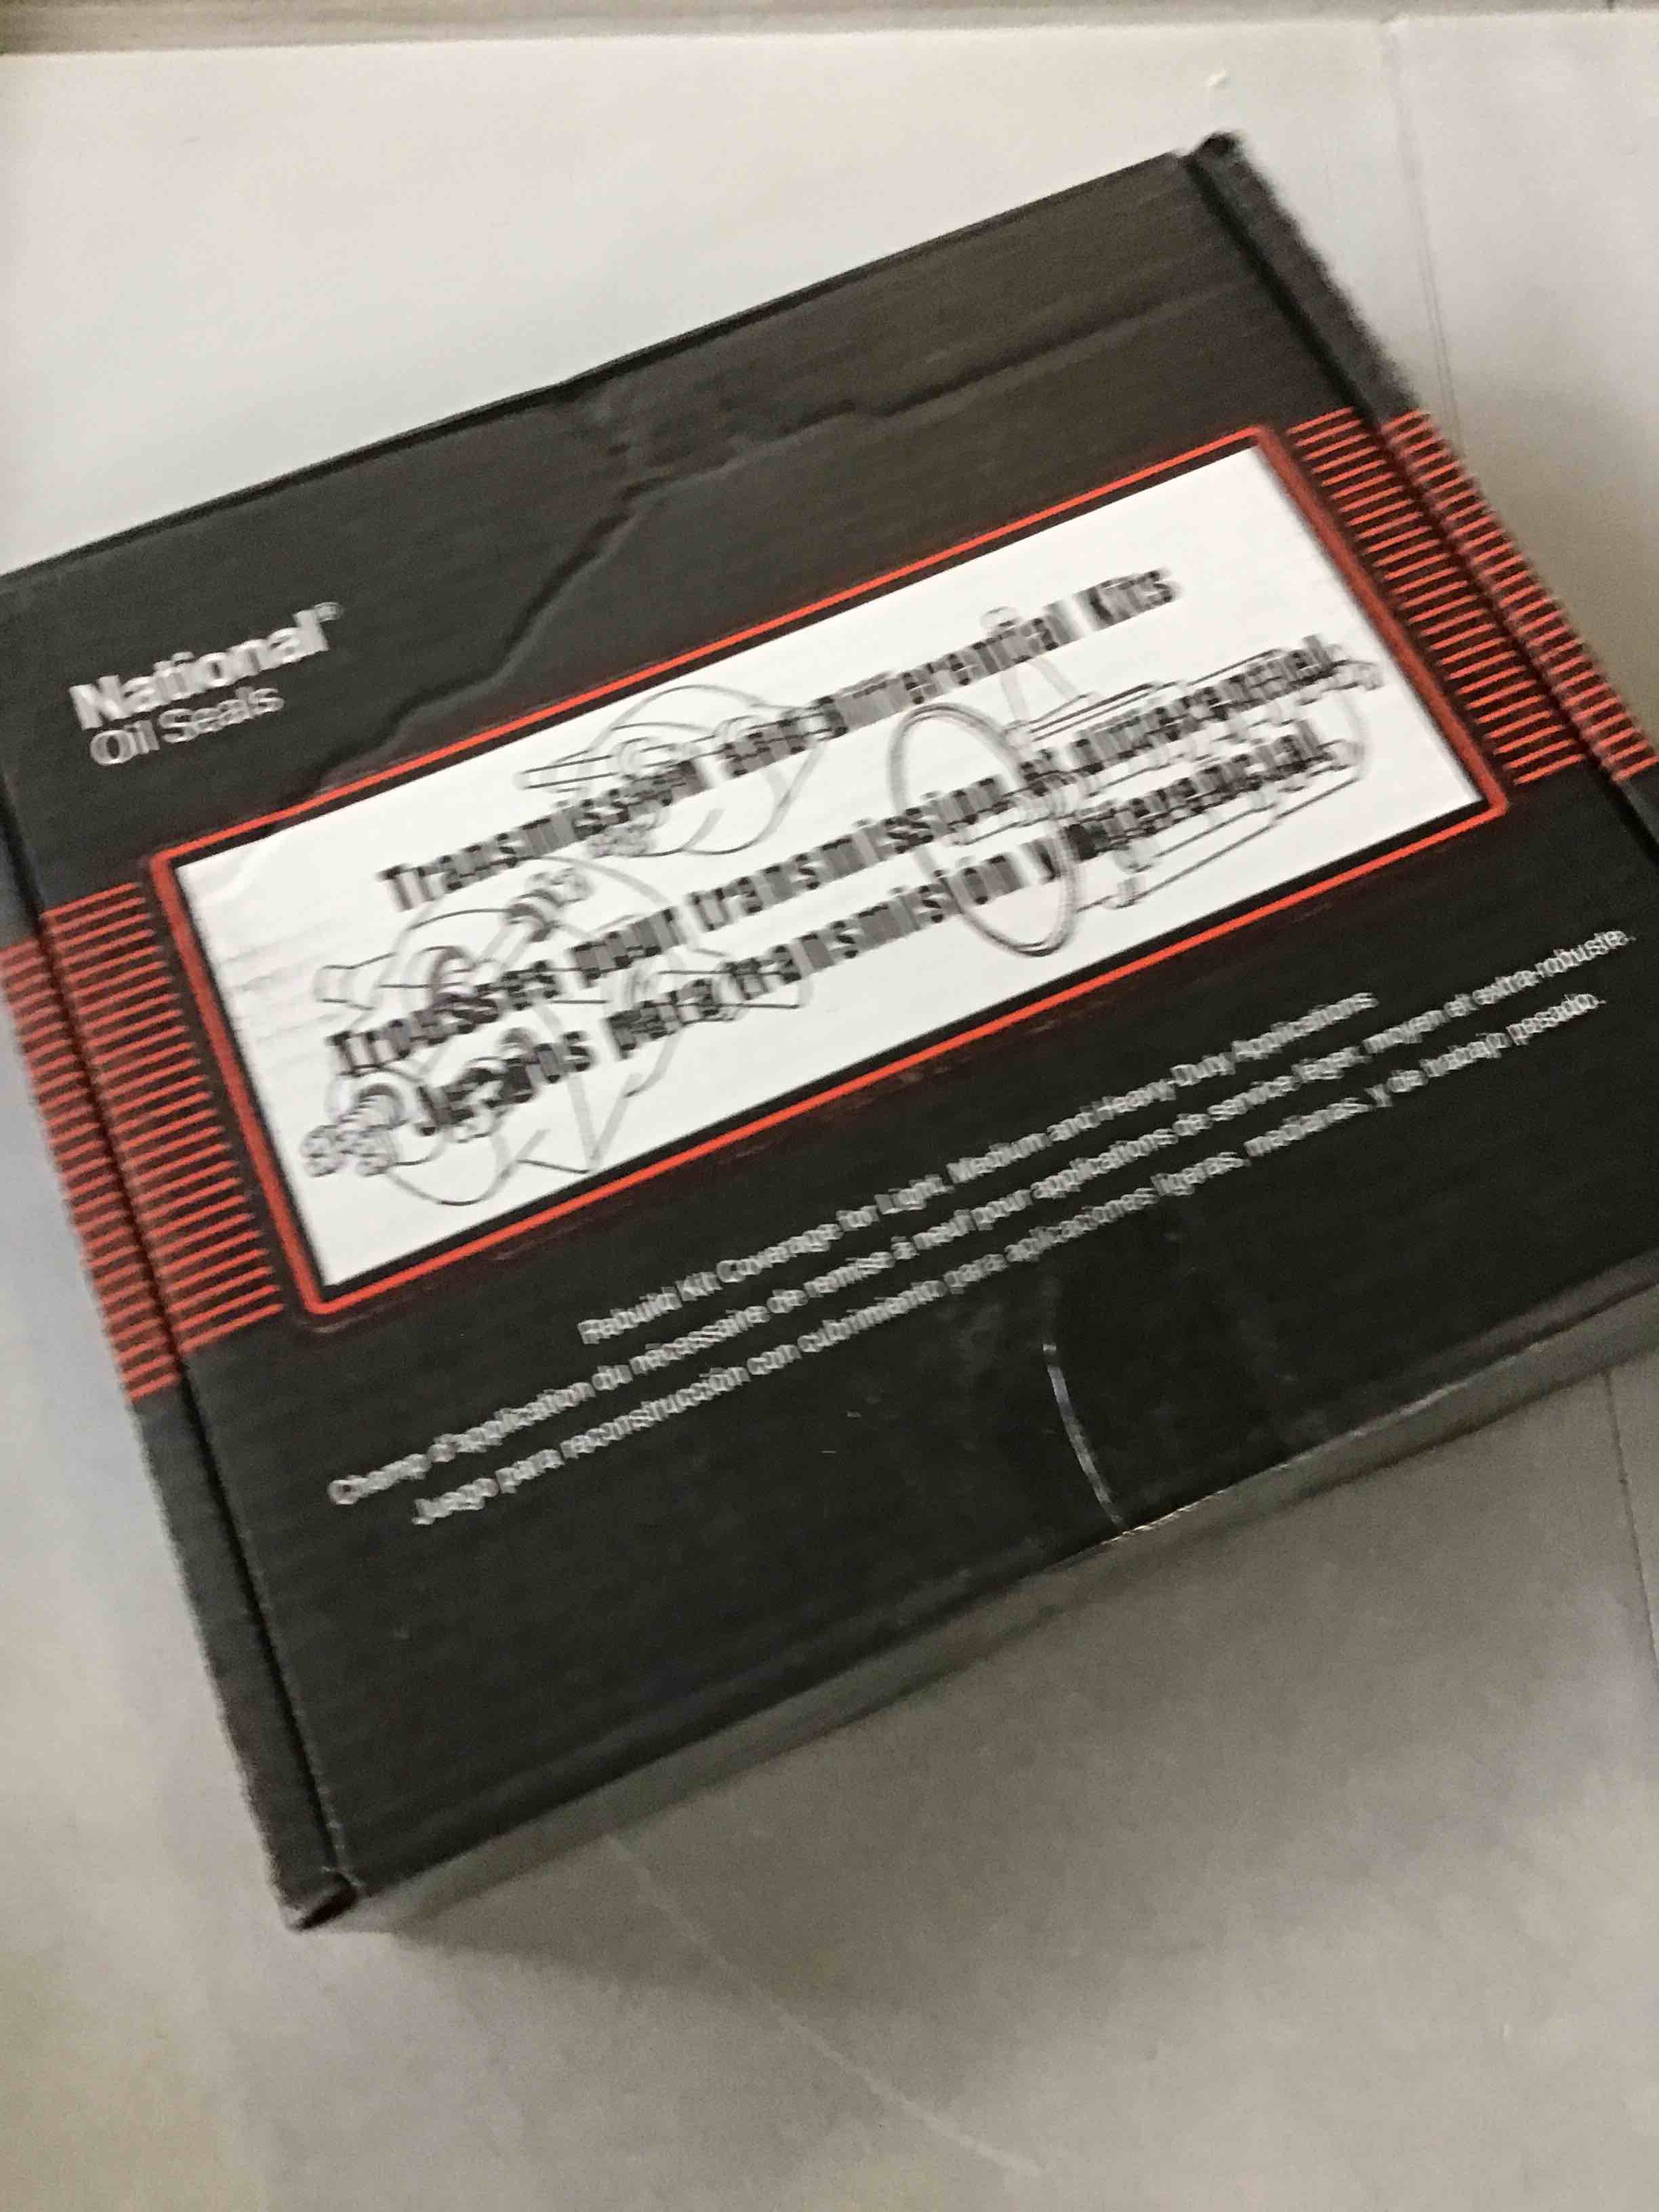 National®
Oil Seals
Transmission and Differential Kits
Trousses pour transmission et différentiel
Juegos para transmisión y diferencial
Rebuild Kit Coverage for Light, Medium and Heavy-Duty Applications
Champ d'application du nécessaire de remise à neuf pour applications de service léger, moyen et extra-robuste.
Juego para reconstrucción con cubrimiento para aplicaciones ligeras, medianas, y de trabajo pesado.